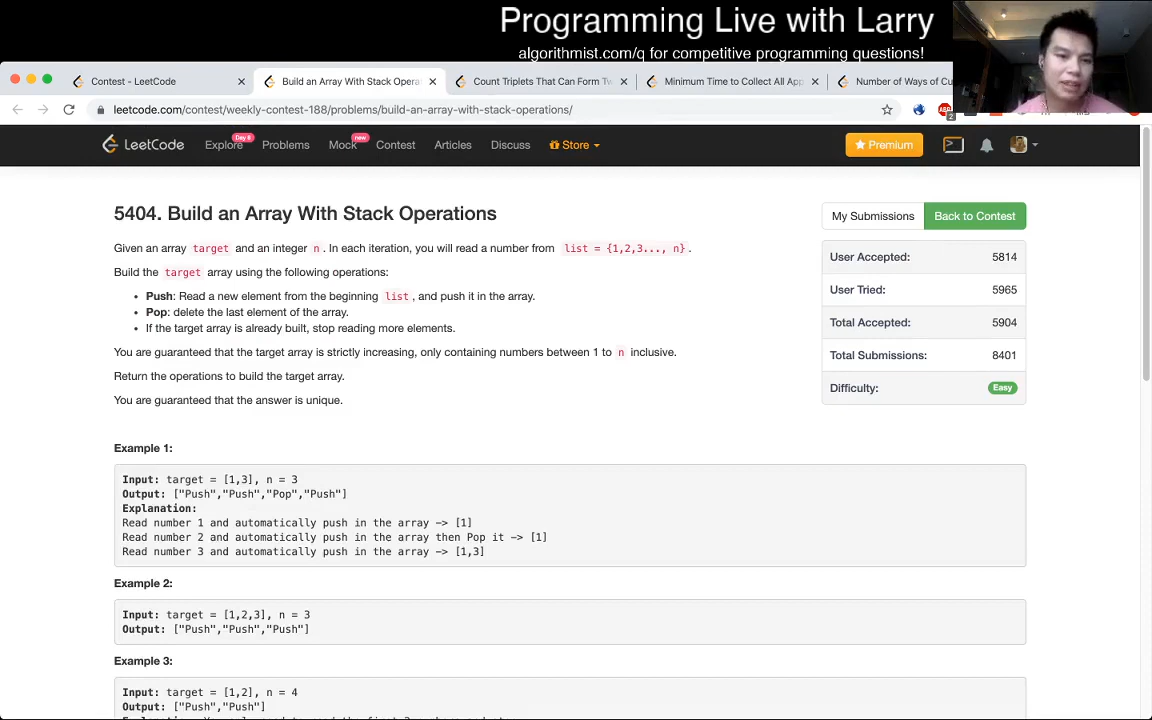 Programming Live with Larry
algorithmist.com/q for competitive programming questions!
Contest - LeetCode
Build an Array With Stack Opera
Count Triplets That Can Form Tw
Minimum Time to Collect All App
Number of Ways of Cu
leetcode.com/contest/weekly-contest-188/problems/build-an-array-with-stack-operations/
2
LeetCode
Explore Day 8
Problems
Mock new
Contest
Articles
Discuss
Store
Premium
5404. Build an Array With Stack Operations
My Submissions
Back to Contest
Given an array target and an integer n. In each iteration, you will read a number from list = {1,2,3..., n}.
Build the target array using the following operations:
• Push: Read a new element from the beginning list, and push it in the array.
• Pop: delete the last element of the array.
• If the target array is already built, stop reading more elements.
You are guaranteed that the target array is strictly increasing, only containing numbers between 1 to n inclusive.
Return the operations to build the target array.
You are guaranteed that the answer is unique.
User Accepted: 5814
User Tried: 5965
Total Accepted: 5904
Total Submissions: 8401
Difficulty: Easy
Example 1:
Input: target = [1,3], n = 3
Output: ["Push","Push","Pop","Push"]
Explanation:
Read number 1 and automatically push in the array -> [1]
Read number 2 and automatically push in the array then Pop it -> [1]
Read number 3 and automatically push in the array -> [1,3]
Example 2:
Input: target = [1,2,3], n = 3
Output: ["Push","Push","Push"]
Example 3:
Input: target = [1,2], n = 4
Output: ["Push","Push"]